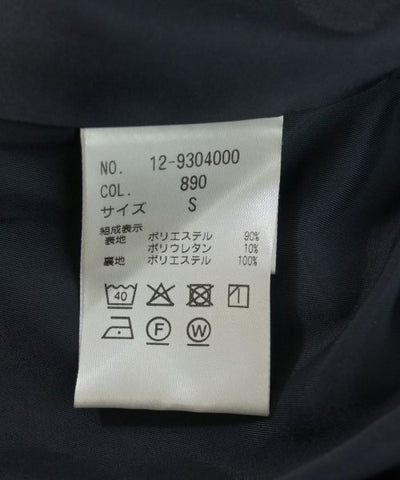 NO. 12-9304000
COL. 890
サイズ S
組成表示
表地 ポリエステル 90%
ポリウレタン 10%
裏地 ポリエステル 100%
40
F W